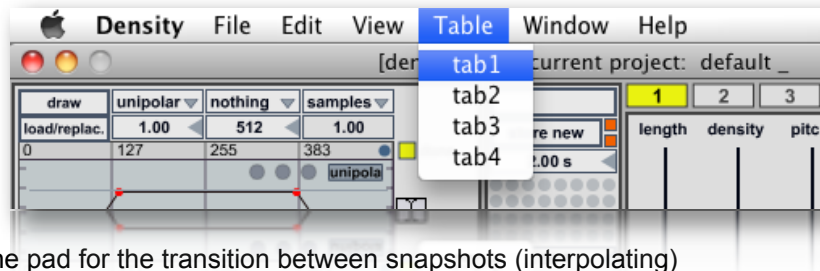 Density File Edit View Table Window Help
[der current project: default _
tab1
tab2
tab3
tab4
draw unipolar nothing samples
load/replac. 1.00 512 1.00
0 127 255 383
unipola
re new
2.00 s
1 2 3
length density pitc
e pad for the transition between snapshots (interpolating)